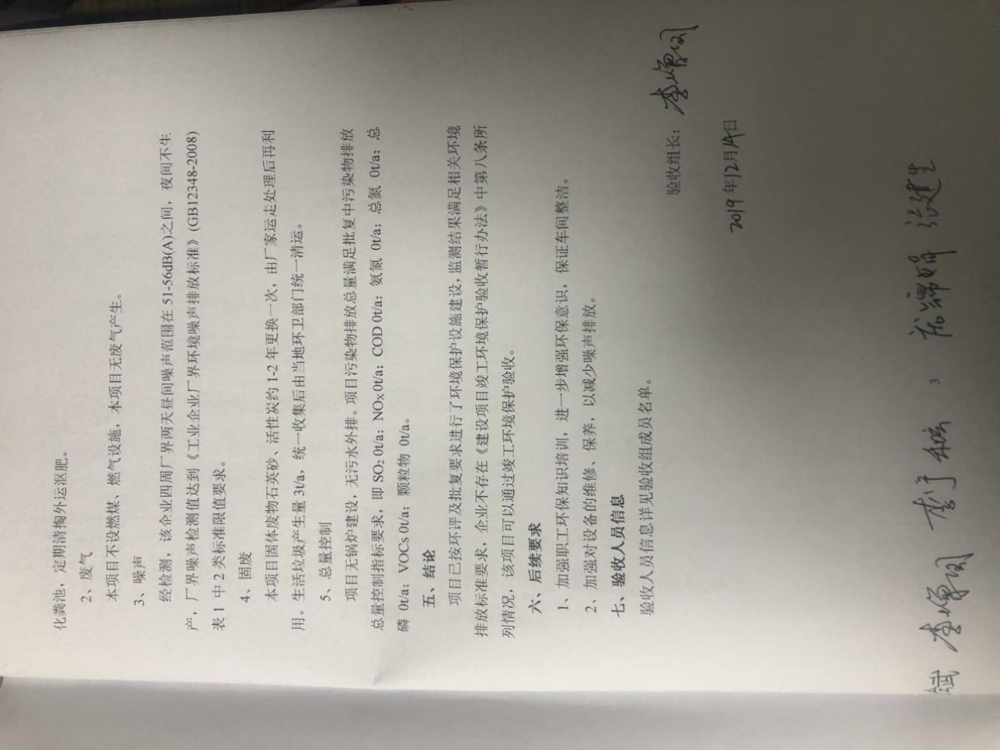 化粪池，定期清掏外运沤肥。
2、废气
本项目不设燃煤、燃气设施，本项目无废气产生。
3、噪声
经检测，该企业四周厂界两天昼间噪声范围在 51-56dB(A)之间，夜间不生
产，厂界噪声检测值达到《工业企业厂界环境噪声排放标准》(GB12348-2008)
表 1 中 2 类标准限值要求。
4、固废
本项目固体废物石英砂、活性炭约 1-2 年更换一次，由厂家运走处理后再利
用。生活垃圾产生量 3t/a，统一收集后由当地环卫部门统一清运。
5、总量控制
项目无锅炉建设，无污水外排。项目污染物排放总量满足批复中污染物排放
总量控制指标要求，即 SO₂ 0t/a；NOX 0t/a；COD 0t/a；氨氮 0t/a；总氮 0t/a；总
磷 0t/a；VOCs 0t/a；颗粒物 0t/a。
五、结论
项目已按环评及批复要求进行了环境保护设施建设，监测结果满足相关环境
排放标准要求，企业不存在《建设项目竣工环境保护验收暂行办法》中第八条所
列情况，该项目可以通过竣工环境保护验收。
六、后续要求
1、加强职工环保知识培训，进一步增强环保意识，保证车间整洁。
2、加强对设备的维修、保养，以减少噪声排放。
七、验收人员信息
验收人员信息详见验收组成员名单。
验收组长：
2019 年 12 月 14 日
3
张建生